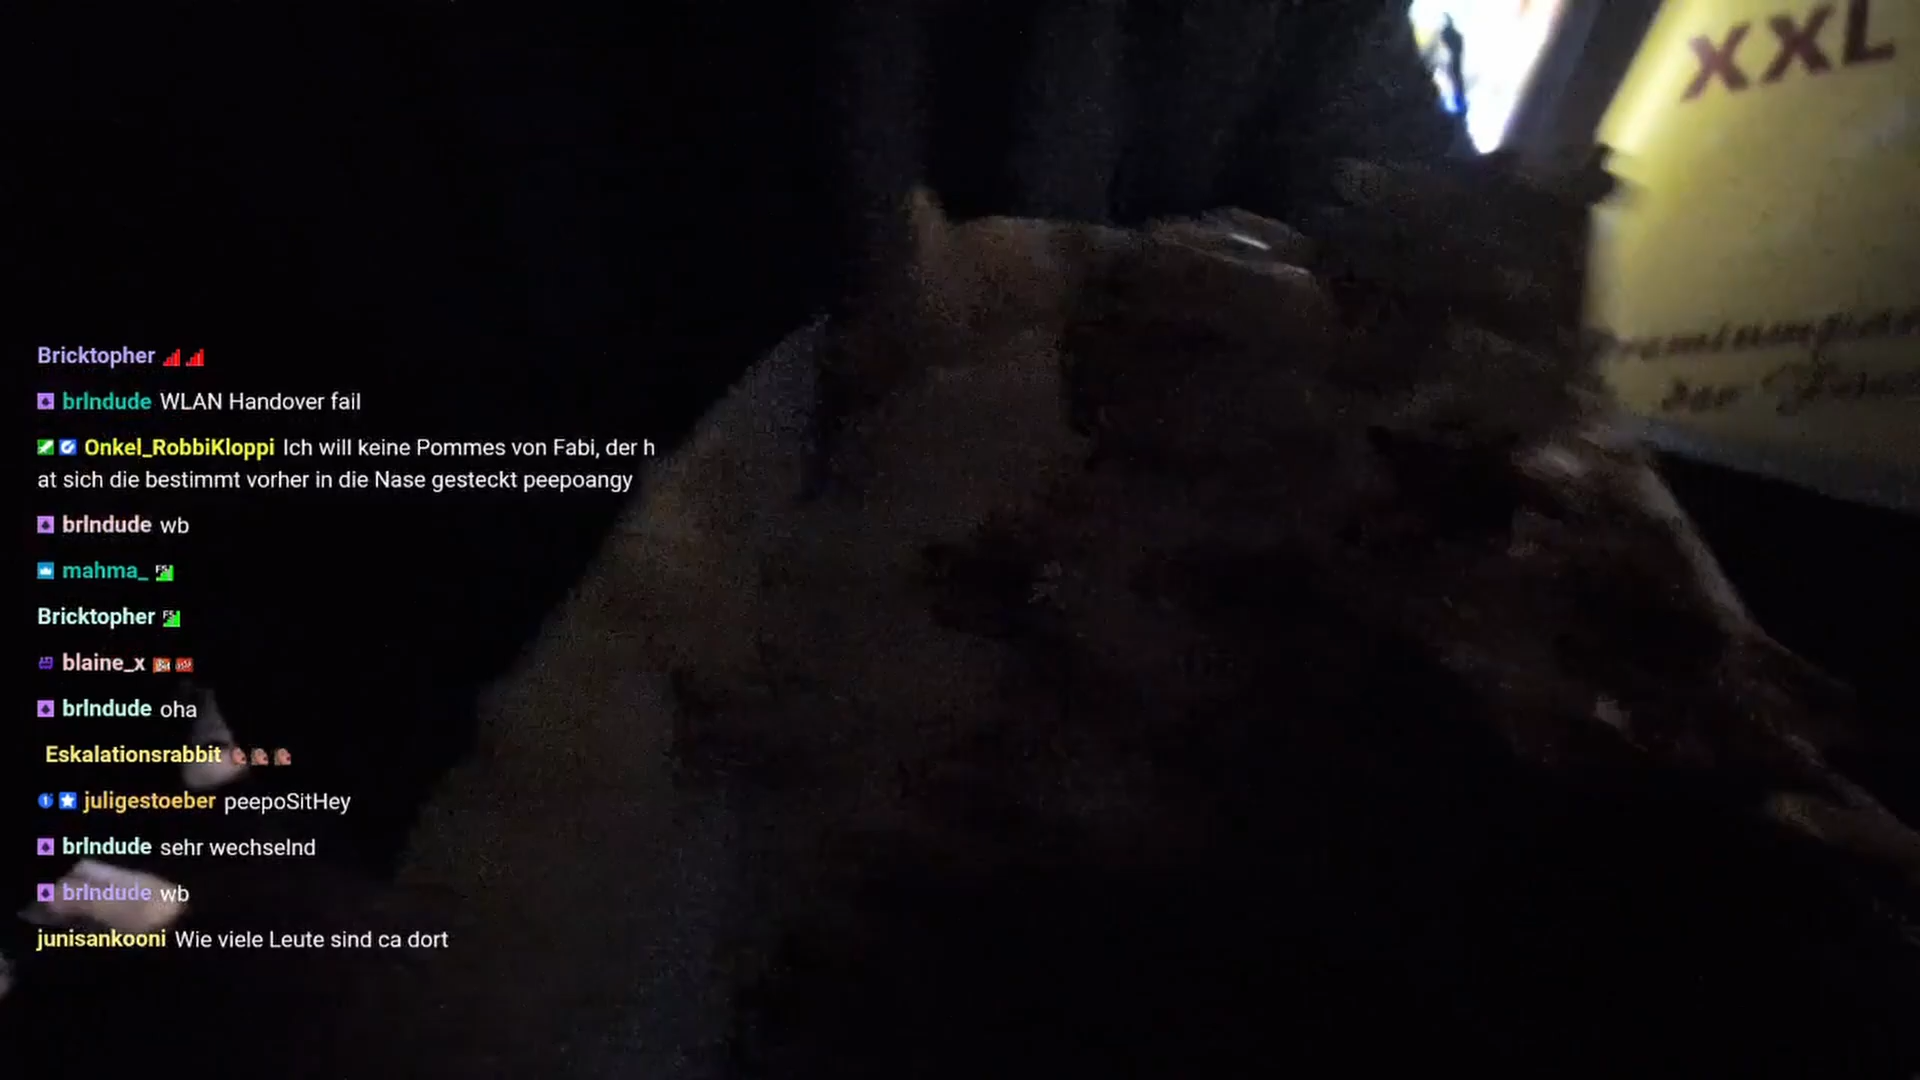 XXL
Bricktopher
brlndude WLAN Handover fail
Onkel_RobbiKloppi Ich will keine Pommes von Fabi, der h
at sich die bestimmt vorher in die Nase gesteckt peepoangy
brlndude wb
mahma_
Bricktopher
blaine_x
brlndude oha
Eskalationsrabbit
juligestoeber peepoSitHey
brlndude sehr wechselnd
brlndude wb
junisankooni Wie viele Leute sind ca dort